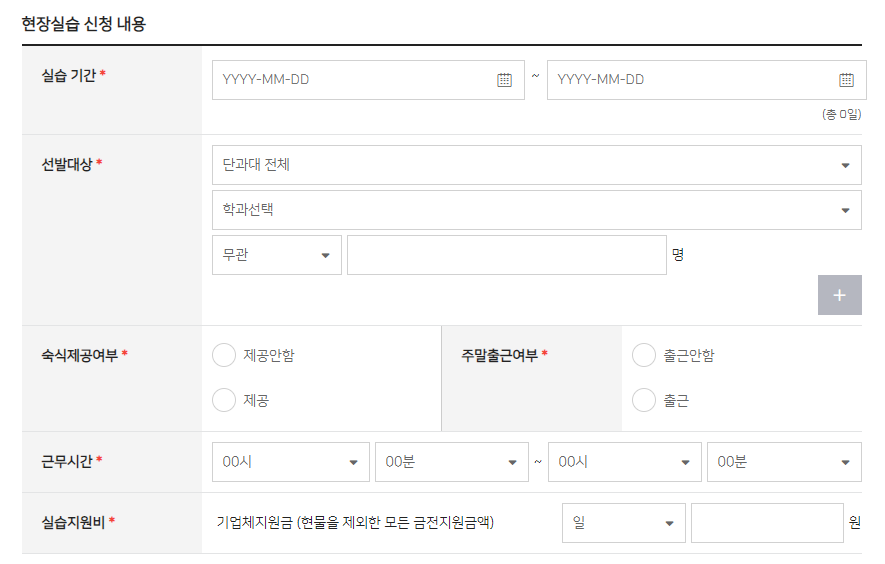 현장실습 신청 내용
실습 기간 * YYYY-MM-DD ~ YYYY-MM-DD
(총 0일)
선발대상 * 단과대 전체
학과선택
무관 명
+
숙식제공여부 * 제공안함 주말출근여부 * 출근안함
제공 출근
근무시간 * 00시 00분 ~ 00시 00분
실습지원비 * 기업체지원금 (현물을 제외한 모든 금전지원금액) 일 원